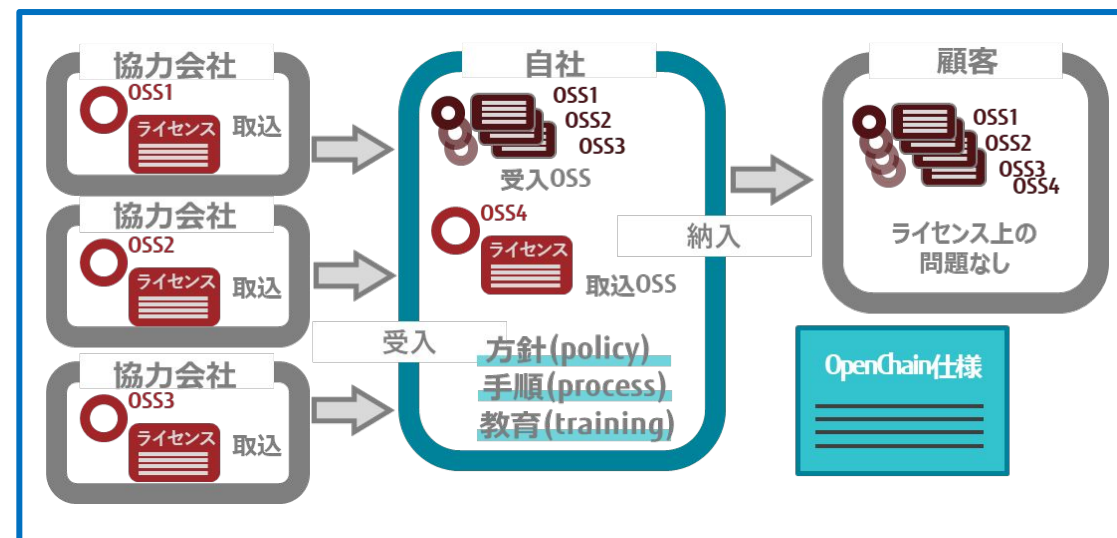 協力会社
OSS1
ライセンス
取込
協力会社
OSS2
ライセンス
取込
協力会社
OSS3
ライセンス
取込
受入
自社
OSS1
OSS2
OSS3
受入OSS
OSS4
ライセンス
取込OSS
方針(policy)
手順(process)
教育(training)
納入
顧客
OSS1
OSS2
OSS3
OSS4
ライセンス上の
問題なし
OpenChain仕様